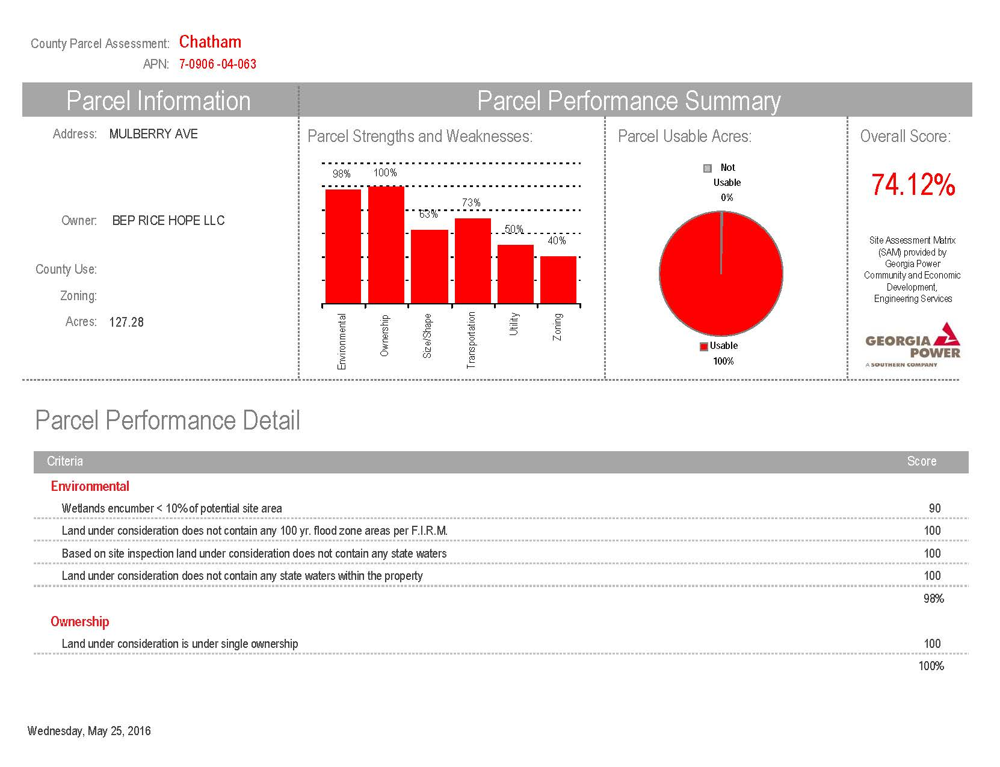 County Parcel Assessment: Chatham
APN: 7-0906 -04-063
Parcel Information
Parcel Performance Summary
Address: MULBERRY AVE
Owner: BEP RICE HOPE LLC
County Use:
Zoning:
Acres: 127.28
Parcel Strengths and Weaknesses:
98%
100%
63%
73%
50%
40%
Environmental
Ownership
Size/Shape
Transportation
Utility
Zoning
Parcel Usable Acres:
Not
Usable
0%
Usable
100%
Overall Score:
74.12%
Site Assessment Matrix
(SAM) provided by
Georgia Power
Community and Economic
Development,
Engineering Services
GEORGIA
POWER
A SOUTHERN COMPANY
Parcel Performance Detail
Criteria Score
Environmental
Wetlands encumber < 10% of potential site area 90
Land under consideration does not contain any 100 yr. flood zone areas per F.I.R.M. 100
Based on site inspection land under consideration does not contain any state waters 100
Land under consideration does not contain any state waters within the property 100
98%
Ownership
Land under consideration is under single ownership 100
100%
Wednesday, May 25, 2016